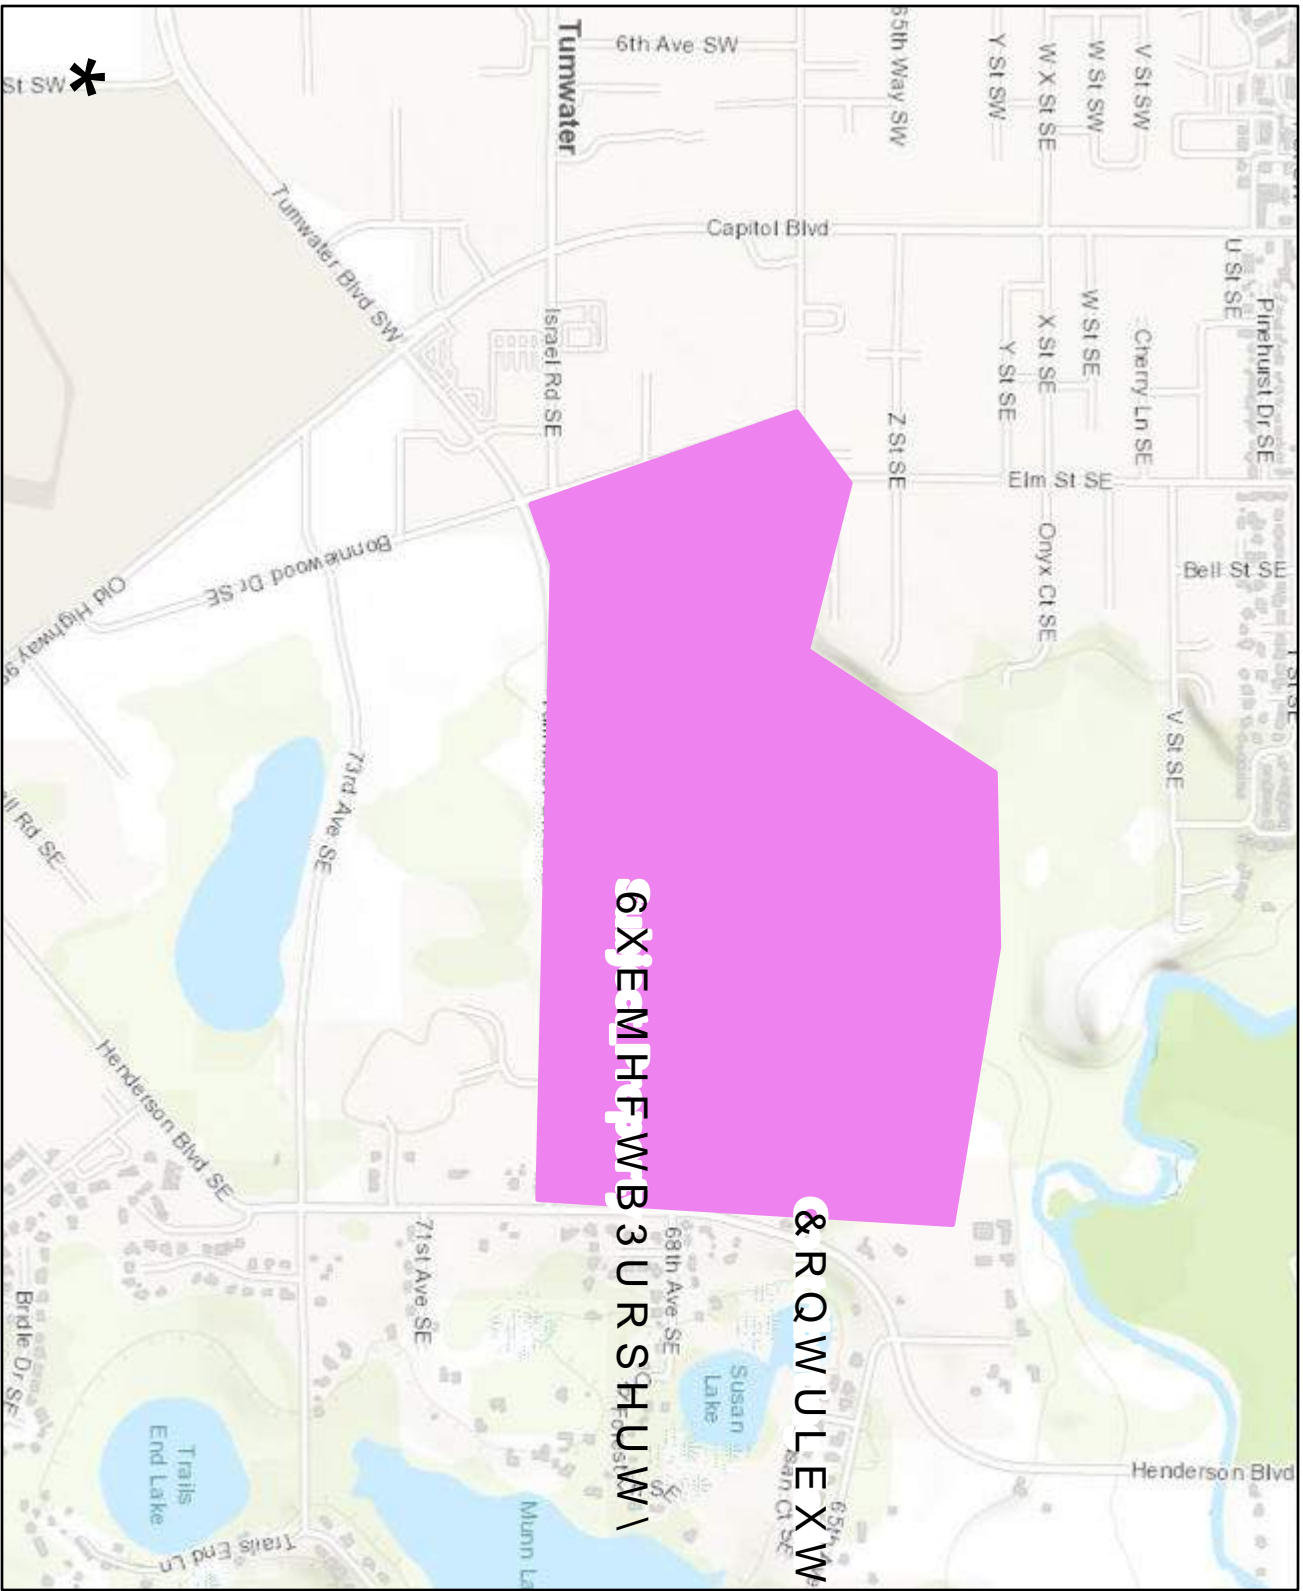 St SW
*
Tumwater
6th Ave SW
65th Way SW
Y St SW
W X St SE
W St SW
V St SW
Tumwater Blvd SW
Capitol Blvd
U St SE
Pinehurst Dr SE
Israel Rd SE
X St SE
W St SE
Y St SE
Cherry Ln SE
Z St SE
Elm St SE
Onyx Ct SE
Bell St SE
Bonniewood Dr SE
Old Highway 99
V St SE
73rd Ave SE
6XEMHFWB3URSHUW\
&RQWULEXW
Henderson Blvd SE
71st Ave SE
68th Ave SE
Susan
Lake
Henderson Blvd
Bridle Dr SE
Trails
End Lake
Trails End Ln
Munn La
65th